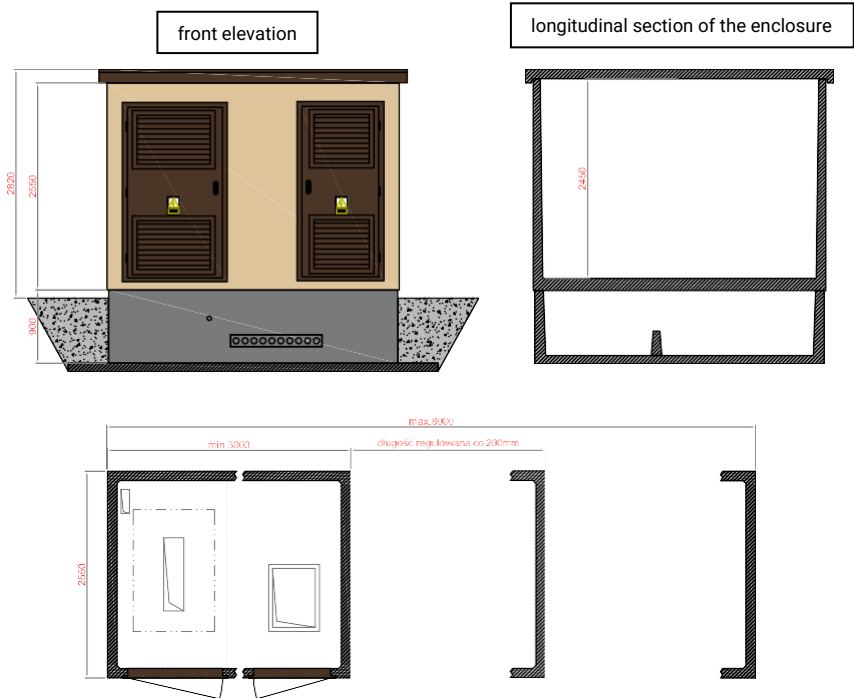 front elevation
longitudinal section of the enclosure
2820
2550
900
2450
max.8000
min.3000
długość regulowana co 200mm
2550